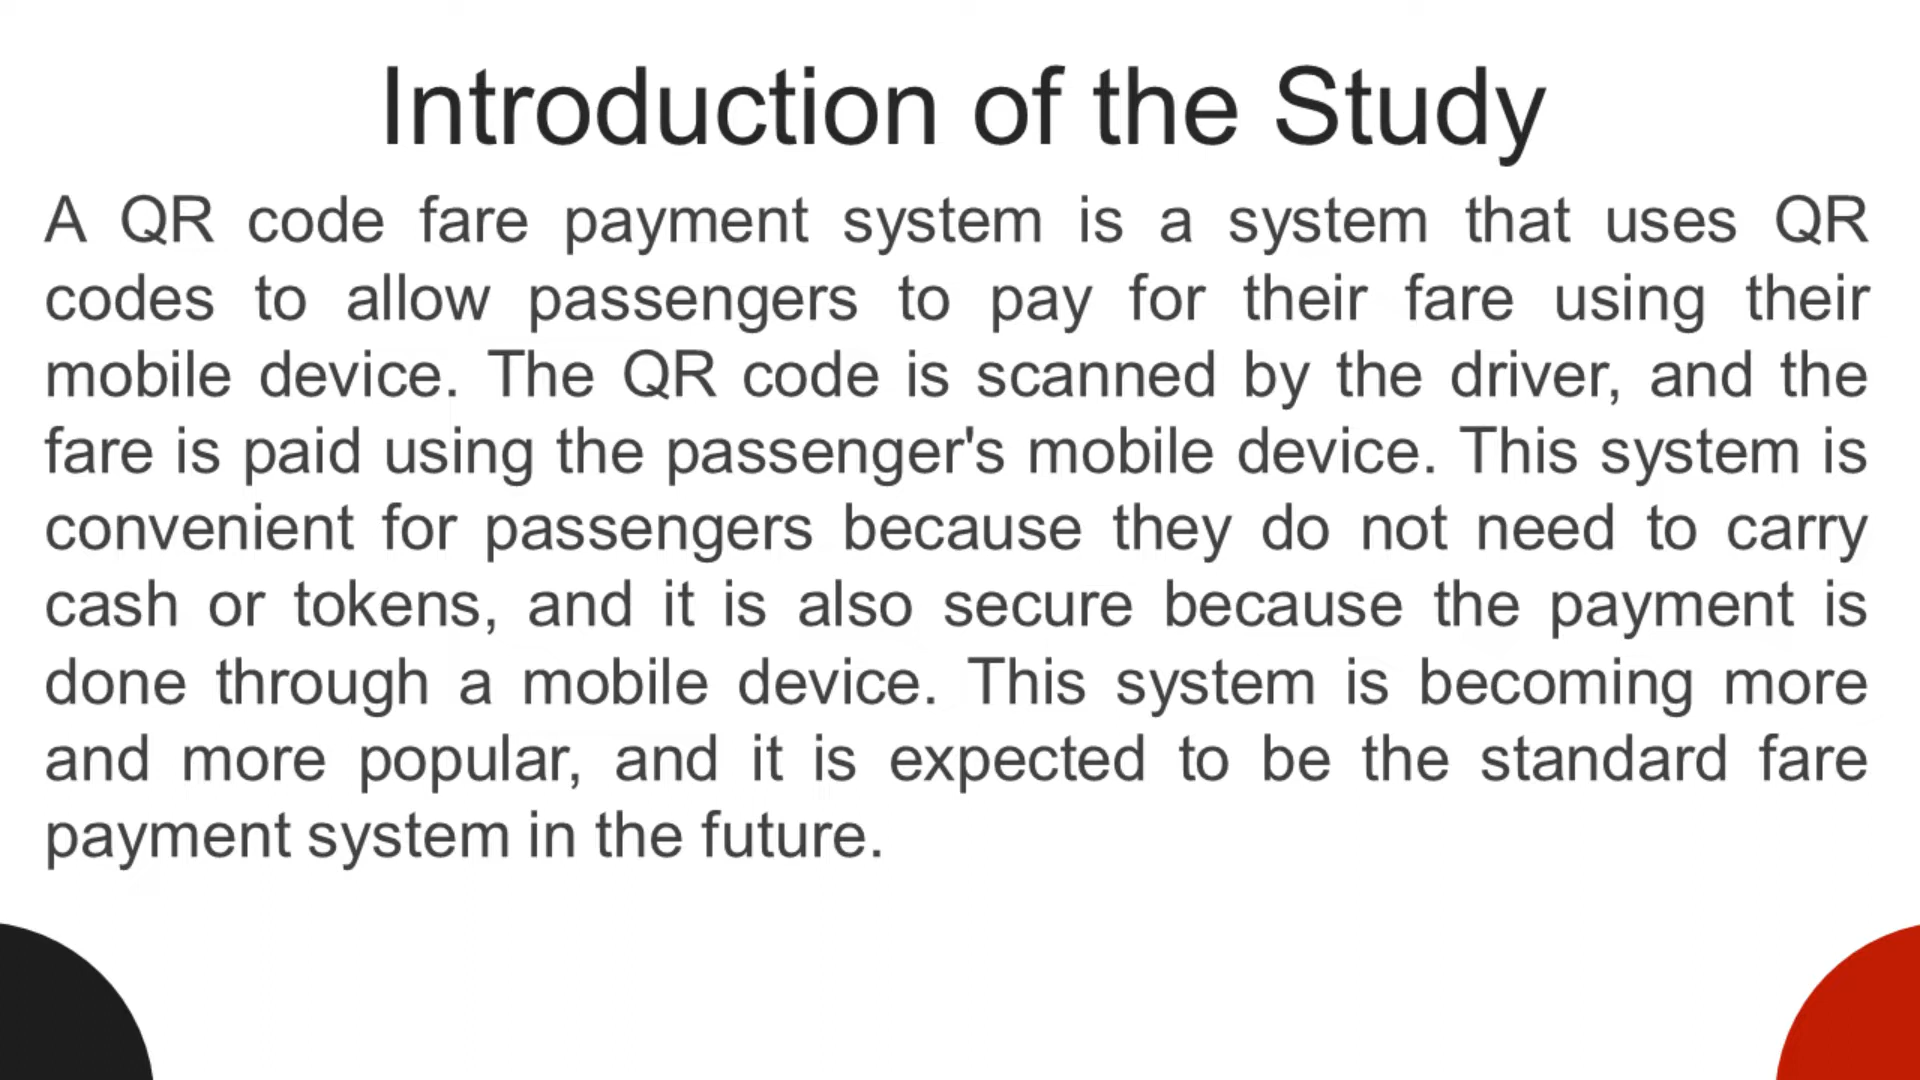 Introduction of the Study
A QR code fare payment system is a system that uses QR
codes to allow passengers to pay for their fare using their
mobile device. The QR code is scanned by the driver, and the
fare is paid using the passenger's mobile device. This system is
convenient for passengers because they do not need to carry
cash or tokens, and it is also secure because the payment is
done through a mobile device. This system is becoming more
and more popular, and it is expected to be the standard fare
payment system in the future.